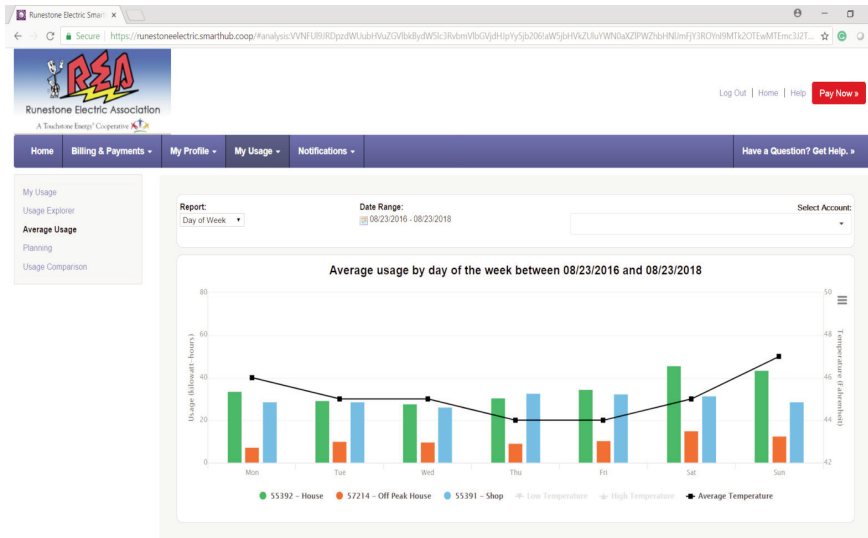 Runestone Electric Smart
Secure | https://runestoneelectric.smarthub.coop/#analysis:
REA
Runestone Electric Association
A Touchstone Energy® Cooperative
Log Out | Home | Help Pay Now »
Home Billing & Payments My Profile My Usage Notifications Have a Question? Get Help. »
My Usage
Usage Explorer
Average Usage
Planning
Usage Comparison
Report: Date Range: Select Account:
Day of Week 08/23/2016 - 08/23/2018
Average usage by day of the week between 08/23/2016 and 08/23/2018
80 50
60 48
40 46
20 44
0 42
Usage (kilowatt-hours)
Temperature (Fahrenheit)
Mon Tue Wed Thu Fri Sat Sun
55392 - House 57214 - Off Peak House 55391 - Shop Low Temperature High Temperature Average Temperature